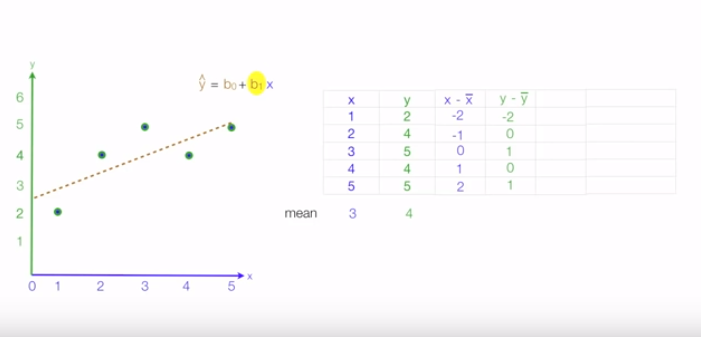 y
ŷ = b₀ + b₁ x
6
5
4
3
2
1
0 1 2 3 4 5 x
x y x - x̅ y - y̅
1 2 -2 -2
2 4 -1 0
3 5 0 1
4 4 1 0
5 5 2 1
mean 3 4